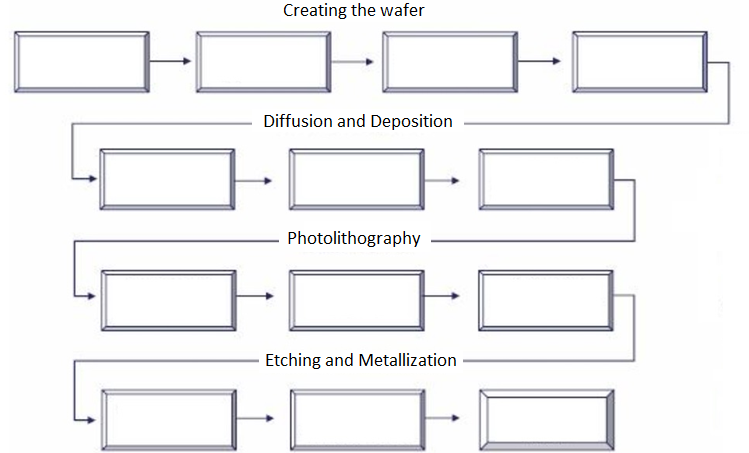 Creating the wafer
Diffusion and Deposition
Photolithography
Etching and Metallization